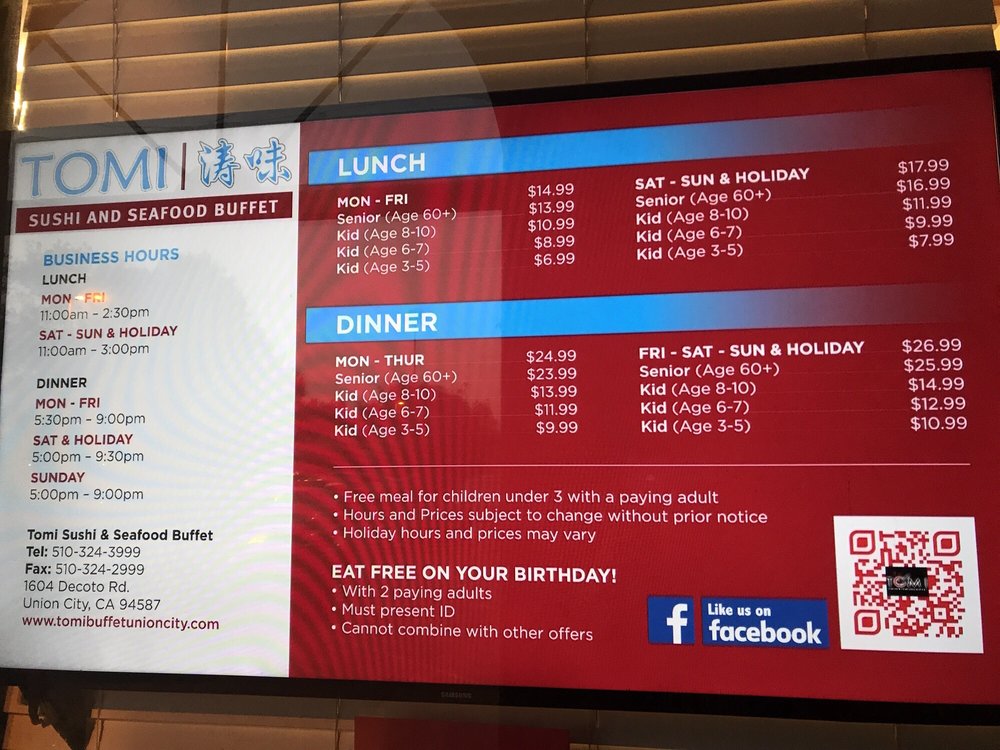 TOMI | 涛味
SUSHI AND SEAFOOD BUFFET
BUSINESS HOURS
LUNCH
MON - FRI
11:00am – 2:30pm
SAT - SUN & HOLIDAY
11:00am – 3:00pm
DINNER
MON - FRI
5:30pm – 9:00pm
SAT & HOLIDAY
5:00pm – 9:30pm
SUNDAY
5:00pm – 9:00pm
Tomi Sushi & Seafood Buffet
Tel: 510-324-3999
Fax: 510-324-2999
1604 Decoto Rd.
Union City, CA 94587
www.tomibuffetunioncity.com
LUNCH
MON - FRI $14.99
Senior (Age 60+) $13.99
Kid (Age 8-10) $10.99
Kid (Age 6-7) $8.99
Kid (Age 3-5) $6.99
SAT - SUN & HOLIDAY $17.99
Senior (Age 60+) $16.99
Kid (Age 8-10) $11.99
Kid (Age 6-7) $9.99
Kid (Age 3-5) $7.99
DINNER
MON - THUR $24.99
Senior (Age 60+) $23.99
Kid (Age 8-10) $13.99
Kid (Age 6-7) $11.99
Kid (Age 3-5) $9.99
FRI - SAT - SUN & HOLIDAY $26.99
Senior (Age 60+) $25.99
Kid (Age 8-10) $14.99
Kid (Age 6-7) $12.99
Kid (Age 3-5) $10.99
• Free meal for children under 3 with a paying adult
• Hours and Prices subject to change without prior notice
• Holiday hours and prices may vary
EAT FREE ON YOUR BIRTHDAY!
• With 2 paying adults
• Must present ID
• Cannot combine with other offers
f
Like us on
facebook
TOMI
SAMSUNG